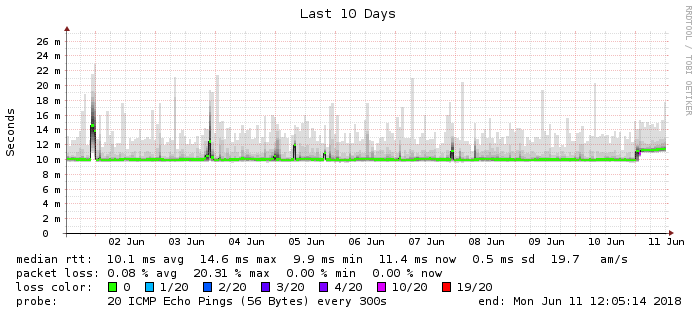 Last 10 Days
RRDTOOL / TOBI OETIKER
Seconds
26 m
24 m
22 m
20 m
18 m
16 m
14 m
12 m
10 m
8 m
6 m
4 m
2 m
0
02 Jun 03 Jun 04 Jun 05 Jun 06 Jun 07 Jun 08 Jun 09 Jun 10 Jun 11 Jun
median rtt: 10.1 ms avg 14.6 ms max 9.9 ms min 11.4 ms now 0.5 ms sd 19.7 am/s
packet loss: 0.08 % avg 20.31 % max 0.00 % min 0.00 % now
loss color: 0 1/20 2/20 3/20 4/20 10/20 19/20
probe: 20 ICMP Echo Pings (56 Bytes) every 300s end: Mon Jun 11 12:05:14 2018